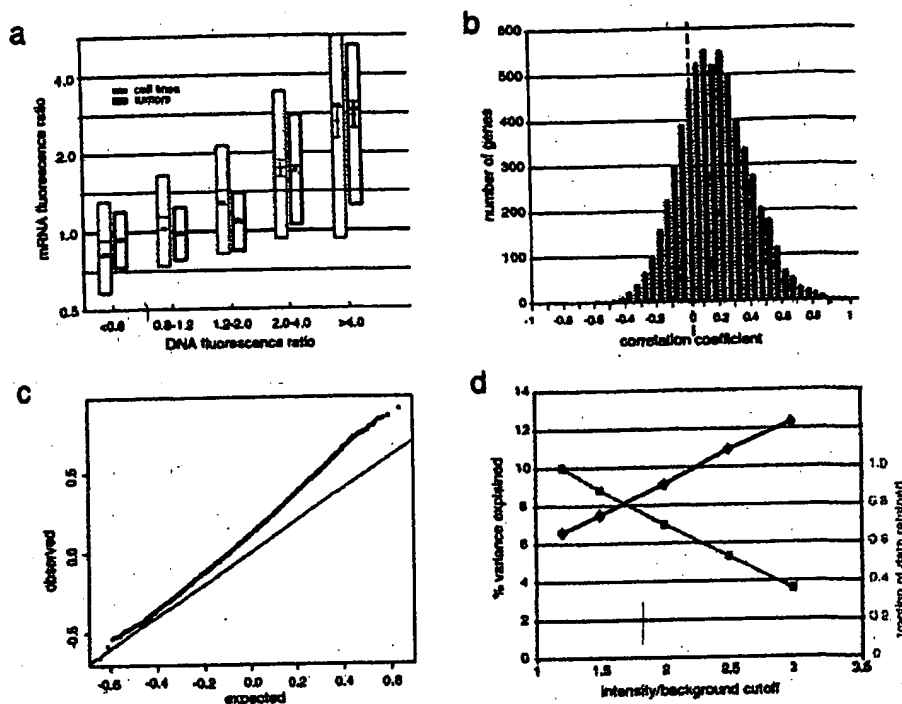 a
mRNA fluorescence ratio
4.0
2.0
1.0
0.5
cell lines
tumors
<0.8 0.8-1.2 1.2-2.0 2.0-4.0 >4.0
DNA fluorescence ratio
b
number of genes
600
500
400
300
200
100
0
-1 -0.8 -0.6 -0.4 -0.2 0 0.2 0.4 0.6 0.8 1
correlation coefficient
c
observed
0.5
0.0
-0.5
-0.6 -0.4 -0.2 0.0 0.2 0.4 0.6
expected
d
% variance explained
14
12
10
8
6
4
2
0
1 1.5 2 2.5 3 3.5
intensity/background cutoff
1.0
0.8
0.6
0.4
0.2
0
fraction of data retained